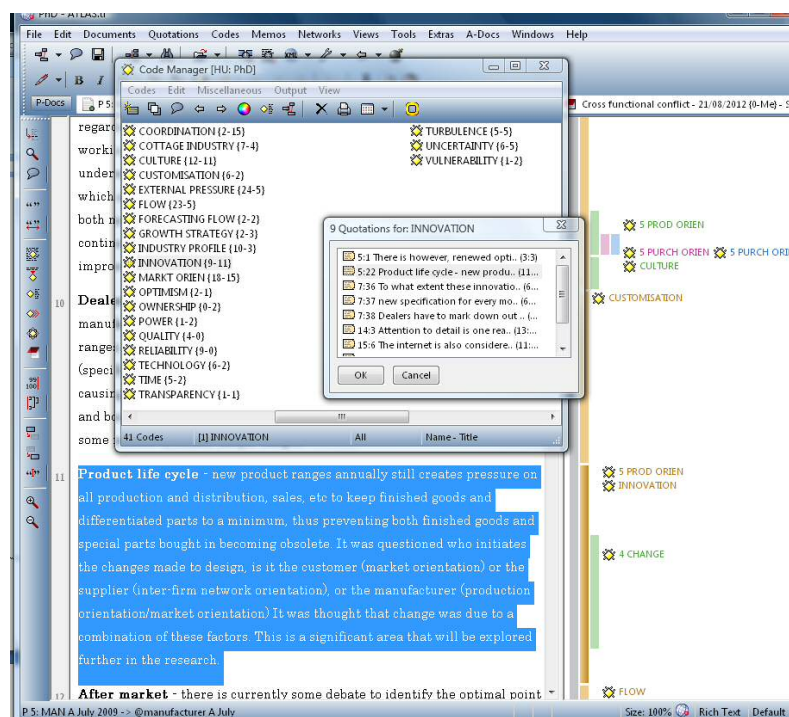 PhD - ATLAS.ti
File Edit Documents Quotations Codes Memos Networks Views Tools Extras A-Docs Windows Help
B I
P-Docs P 5:
Cross functional conflict - 21/08/2012 {0-Me} - S
Code Manager [HU: PhD]
Codes Edit Miscellaneous Output View
COORDINATION {2-15}
COTTAGE INDUSTRY {7-4}
CULTURE {12-11}
CUSTOMISATION {6-2}
EXTERNAL PRESSURE {24-5}
FLOW {23-5}
FORECASTING FLOW {2-2}
GROWTH STRATEGY {2-3}
INDUSTRY PROFILE {10-3}
INNOVATION {9-11}
MARKT ORIEN {18-15}
OPTIMISM {2-1}
OWNERSHIP {0-2}
POWER {1-2}
QUALITY {4-0}
RELIABILITY {9-0}
TECHNOLOGY {6-2}
TIME {5-2}
TRANSPARENCY {1-1}
TURBULENCE {5-5}
UNCERTAINTY {6-5}
VULNERABILITY {1-2}
41 Codes [1] INNOVATION All Name - Title
9 Quotations for: INNOVATION
5:1 There is however, renewed opti.. (3:3)
5:22 Product life cycle - new produ.. (11...
7:36 To what extent these innovatio.. (6...
7:37 new specification for every mo.. (6...
7:38 Dealers have to mark down out .. (...
14:3 Attention to detail is one rea.. (13:...
15:6 The internet is also considere.. (11:...
OK Cancel
regar
worki
under
which
both n
contin
impro
10 Deale
manuf
range
(speci
causin
and bo
some
11 Product life cycle - new product ranges annually still creates pressure on
all production and distribution, sales, etc to keep finished goods and
differentiated parts to a minimum, thus preventing both finished goods and
special parts bought in becoming obsolete. It was questioned who initiates
the changes made to design, is it the customer (market orientation) or the
supplier (inter-firm network orientation), or the manufacturer (production
orientation/market orientation) It was thought that change was due to a
combination of these factors. This is a significant area that will be explored
further in the research.
12 After market - there is currently some debate to identify the optimal point
5 PROD ORIEN
5 PURCH ORIEN 5 PURCH ORI
CULTURE
CUSTOMISATION
5 PROD ORIEN
INNOVATION
4 CHANGE
FLOW
P 5: MAN A July 2009 -> @manufacturer A July
Size: 100% Rich Text Default